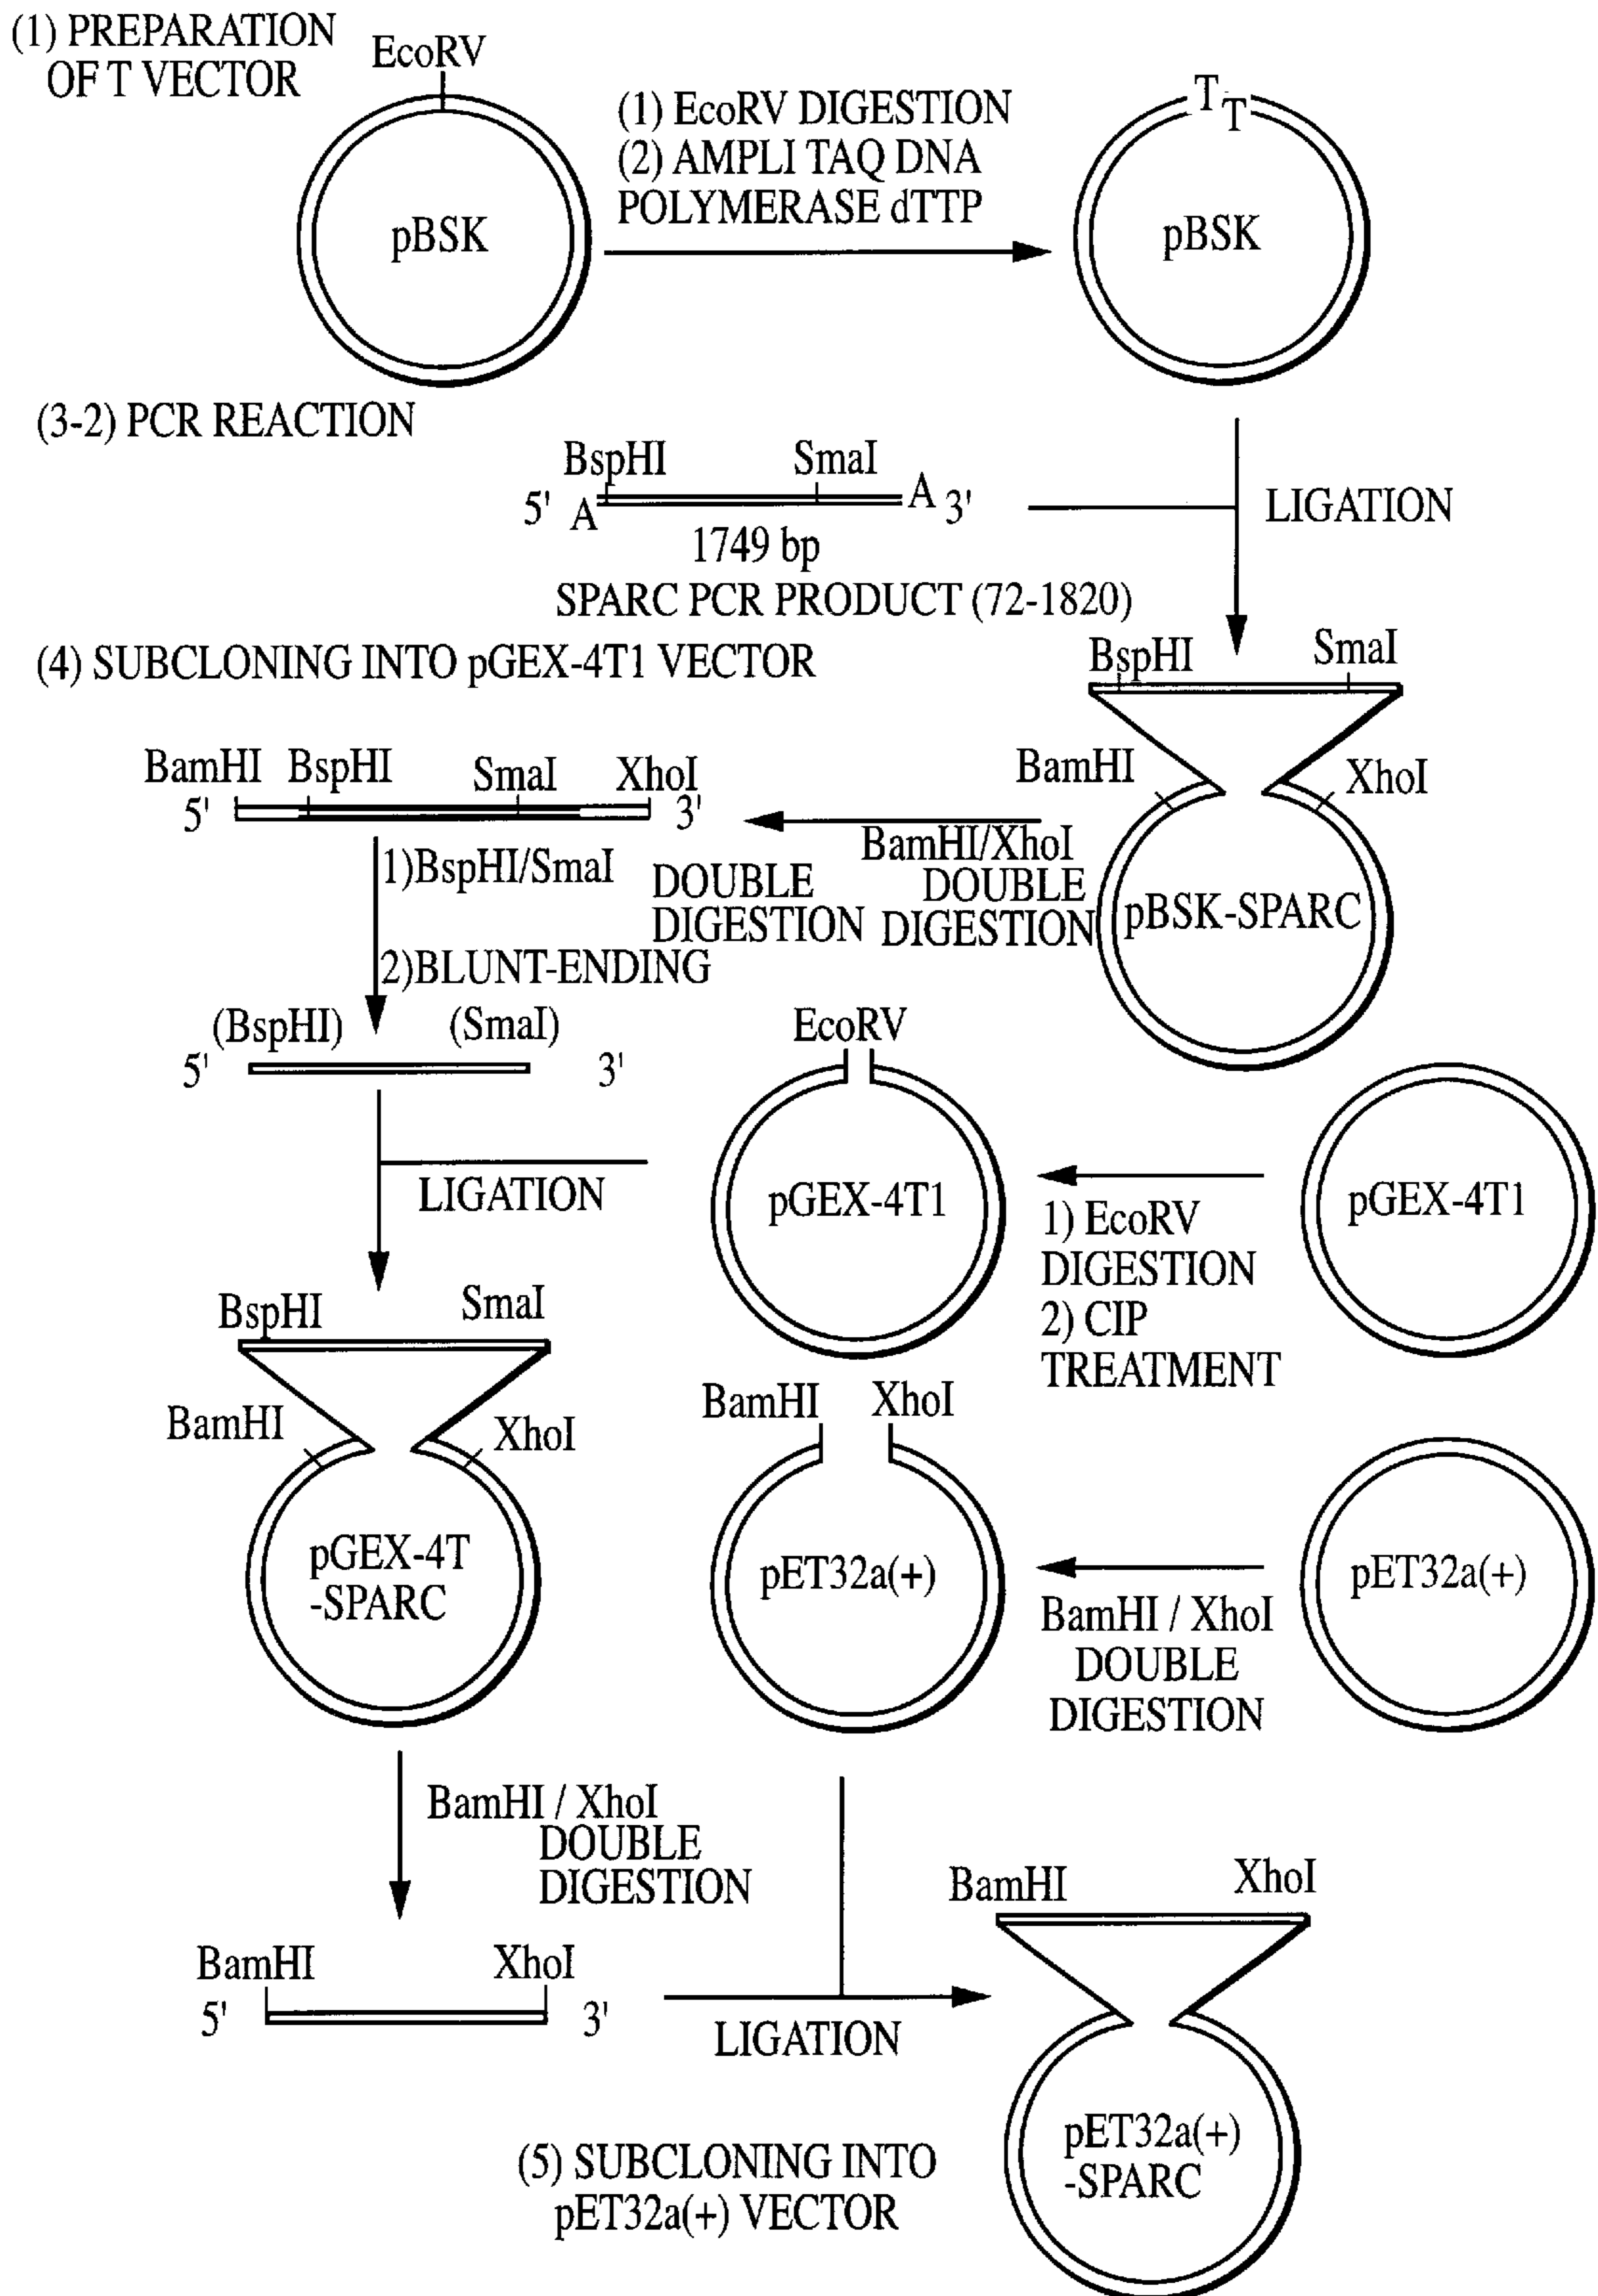 (1) PREPARATION
OF T VECTOR
EcoRV
pBSK
(1) EcoRV DIGESTION
(2) AMPLI TAQ DNA
POLYMERASE dTTP
T T
pBSK
(3-2) PCR REACTION
BspHI SmaI
5' A A 3'
1749 bp
SPARC PCR PRODUCT (72-1820)
LIGATION
(4) SUBCLONING INTO pGEX-4T1 VECTOR
BspHI SmaI
BamHI XhoI
pBSK-SPARC
BamHI/XhoI
DOUBLE
DIGESTION
DOUBLE
DIGESTION
BamHI BspHI SmaI XhoI
5' 3'
1)BspHI/SmaI
2)BLUNT-ENDING
(BspHI) (SmaI)
5' 3'
LIGATION
EcoRV
pGEX-4T1
1) EcoRV
DIGESTION
2) CIP
TREATMENT
pGEX-4T1
BspHI SmaI
BamHI XhoI
pGEX-4T
-SPARC
BamHI XhoI
pET32a(+)
BamHI / XhoI
DOUBLE
DIGESTION
pET32a(+)
BamHI / XhoI
DOUBLE
DIGESTION
BamHI XhoI
5' 3'
LIGATION
BamHI XhoI
pET32a(+)
-SPARC
(5) SUBCLONING INTO
pET32a(+) VECTOR